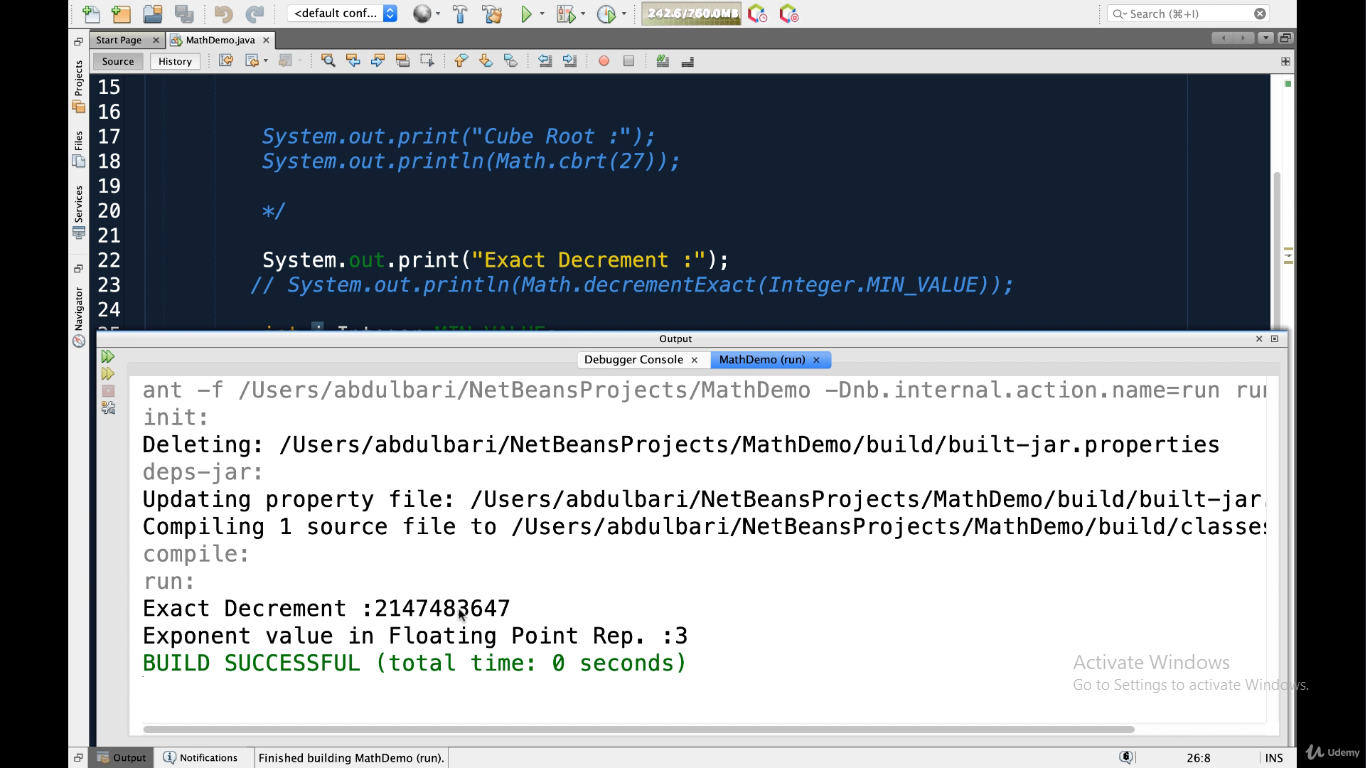 <default conf...
242.6/760.0MB
Search (⌘+I)
Start Page
MathDemo.java
Source
History
Projects
Files
Services
Navigator
15
16
17 System.out.print("Cube Root :");
18 System.out.println(Math.cbrt(27));
19
20 */
21
22 System.out.print("Exact Decrement :");
23 // System.out.println(Math.decrementExact(Integer.MIN_VALUE));
24
Output
Debugger Console
MathDemo (run)
ant -f /Users/abdulbari/NetBeansProjects/MathDemo -Dnb.internal.action.name=run
init:
Deleting: /Users/abdulbari/NetBeansProjects/MathDemo/build/built-jar.properties
deps-jar:
Updating property file: /Users/abdulbari/NetBeansProjects/MathDemo/build/built-jar
Compiling 1 source file to /Users/abdulbari/NetBeansProjects/MathDemo/build/classes
compile:
run:
Exact Decrement :2147483647
Exponent value in Floating Point Rep. :3
BUILD SUCCESSFUL (total time: 0 seconds)
Activate Windows
Go to Settings to activate Windows.
Output
Notifications
Finished building MathDemo (run).
26:8
INS
Udemy